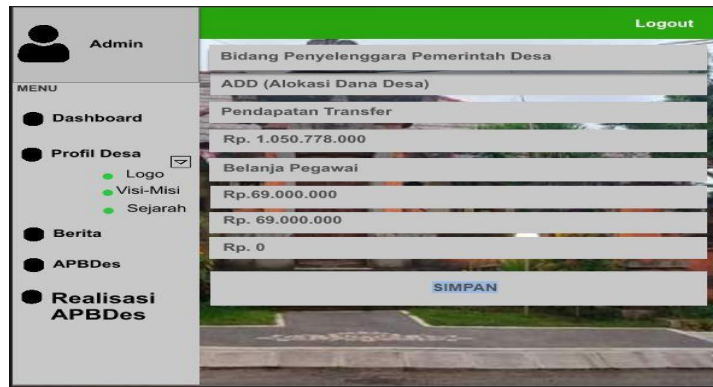 Logout
Admin
MENU
Dashboard
Profil Desa
Logo
Visi-Misi
Sejarah
Berita
APBDes
Realisasi
APBDes
Bidang Penyelenggara Pemerintah Desa
ADD (Alokasi Dana Desa)
Pendapatan Transfer
Rp. 1.050.778.000
Belanja Pegawai
Rp.69.000.000
Rp. 69.000.000
Rp. 0
SIMPAN